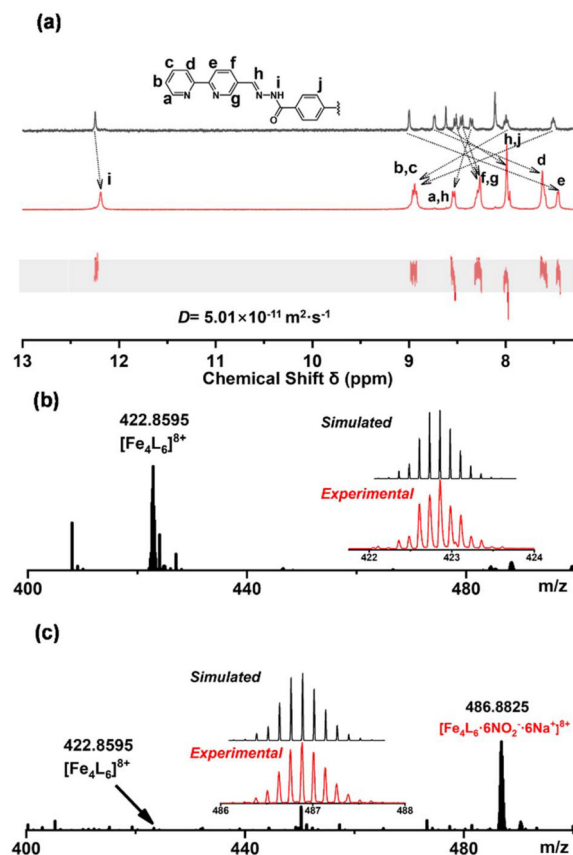 (a)
c d e f h i j
b
a N N g N NH O
i
b,c
a,h
f,g
h,j
d
e
D= 5.01×10⁻¹¹ m²·s⁻¹
13 12 11 10 9 8
Chemical Shift δ (ppm)
(b)
422.8595
[Fe₄L₆]⁸⁺
Simulated
Experimental
422 423 424
400 440 480 m/z
(c)
486.8825
[Fe₄L₆·6NO₂⁻·6Na⁺]⁸⁺
422.8595
[Fe₄L₆]⁸⁺
Simulated
Experimental
486 487 488
400 440 480 m/z